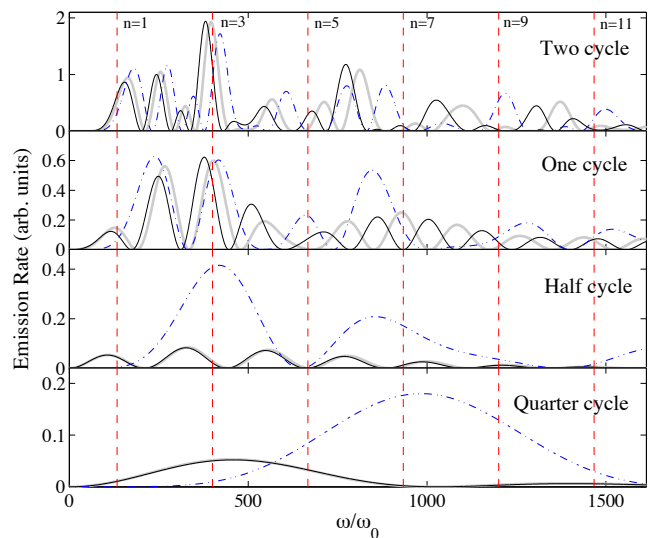 n=1 n=3 n=5 n=7 n=9 n=11
2
Two cycle
1
0
0.6
One cycle
0.4
0.2
0
Half cycle
0.4
0.2
0
Quarter cycle
0.2
0.1
0
0 500 1000 1500
ω/ω0
Emission Rate (arb. units)